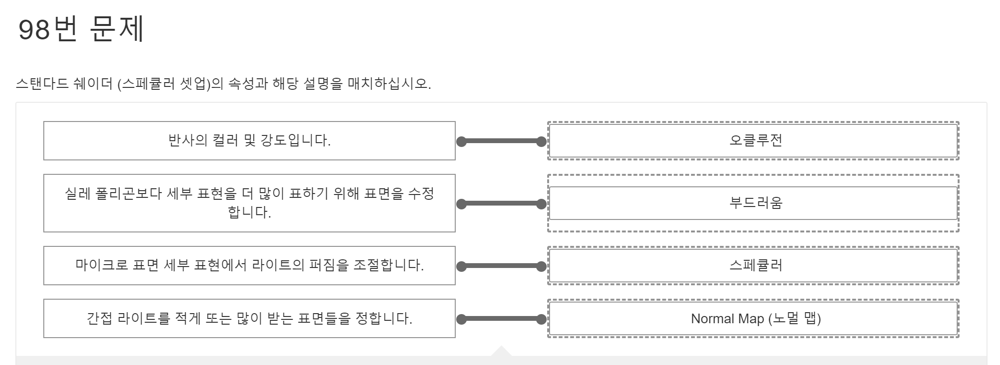 98번 문제
스탠다드 쉐이더 (스페큘러 셋업)의 속성과 해당 설명을 매치하십시오.
반사의 컬러 및 강도입니다.
오클루전
실레 폴리곤보다 세부 표현을 더 많이 표하기 위해 표면을 수정
합니다.
부드러움
마이크로 표면 세부 표현에서 라이트의 퍼짐을 조절합니다.
스페큘러
간접 라이트를 적게 또는 많이 받는 표면들을 정합니다.
Normal Map (노멀 맵)